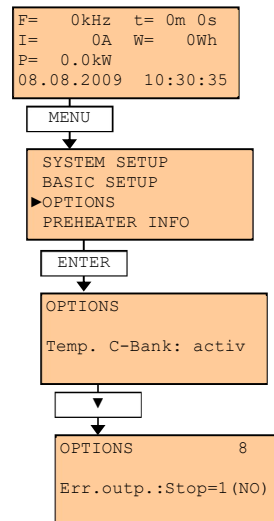 F=   0kHz  t= 0m 0s
I=     0A  W=   0Wh
P=  0.0kW
08.08.2009  10:30:35
MENU
SYSTEM SETUP
BASIC SETUP
►OPTIONS
PREHEATER INFO
ENTER
OPTIONS
Temp. C-Bank: activ
▼
OPTIONS           8
Err.outp.:Stop=1(NO)